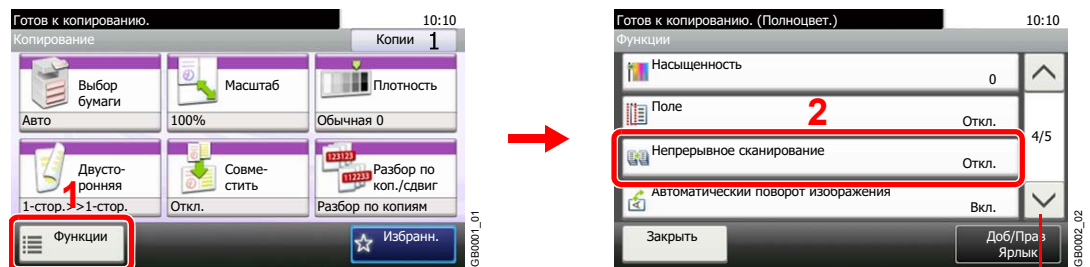 Готов к копированию.
10:10
Копирование
Копии 1
Выбор
бумаги
Авто
Масштаб
100%
Плотность
Обычная 0
Двусто-
ронняя
1-стор.>>1-стор.
Совме-
стить
Откл.
123123
112233
Разбор по
коп./сдвиг
Разбор по копиям
1
Функции
Избранн.
GB0001_01
Готов к копированию. (Полноцвет.)
10:10
Функции
Насыщенность
0
Поле
Откл.
2
4/5
Непрерывное сканирование
Откл.
Автоматический поворот изображения
Вкл.
Закрыть
Доб/Прав
Ярлык
GB0002_02